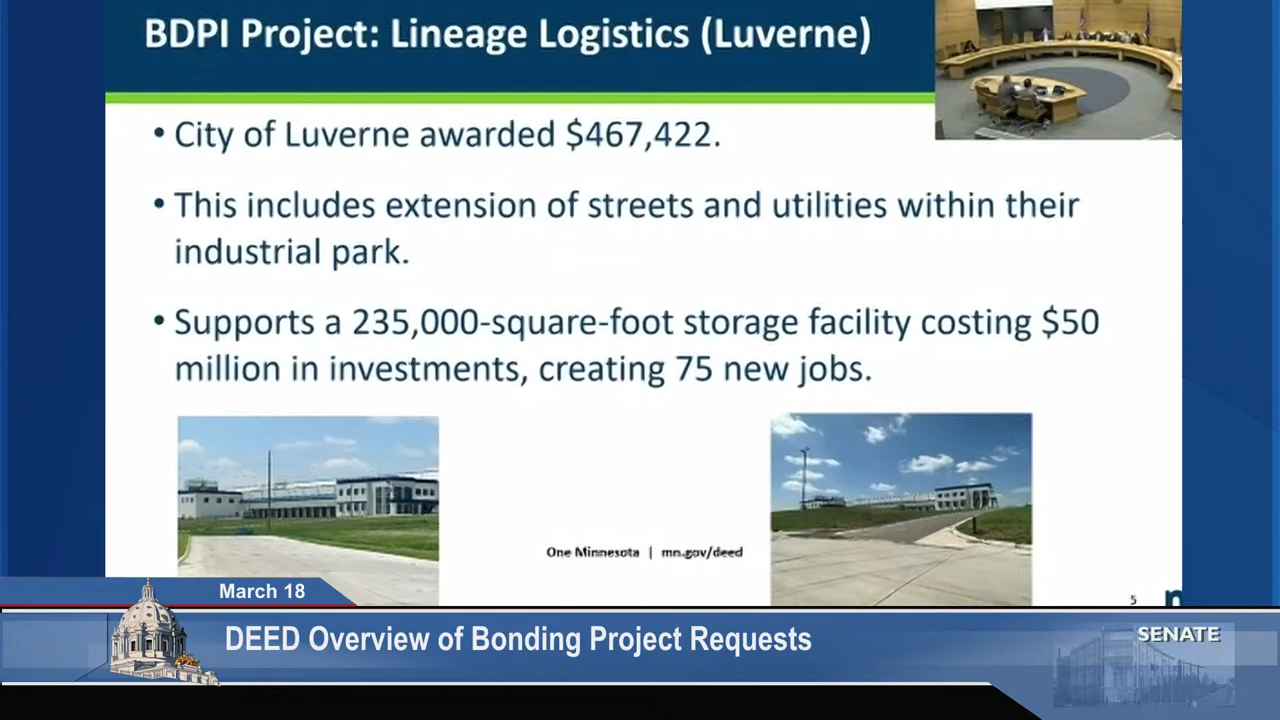 BDPI Project: Lineage Logistics (Luverne)
• City of Luverne awarded $467,422.
• This includes extension of streets and utilities within their
industrial park.
• Supports a 235,000-square-foot storage facility costing $50
million in investments, creating 75 new jobs.
One Minnesota | mn.gov/deed
5
March 18
DEED Overview of Bonding Project Requests
SENATE